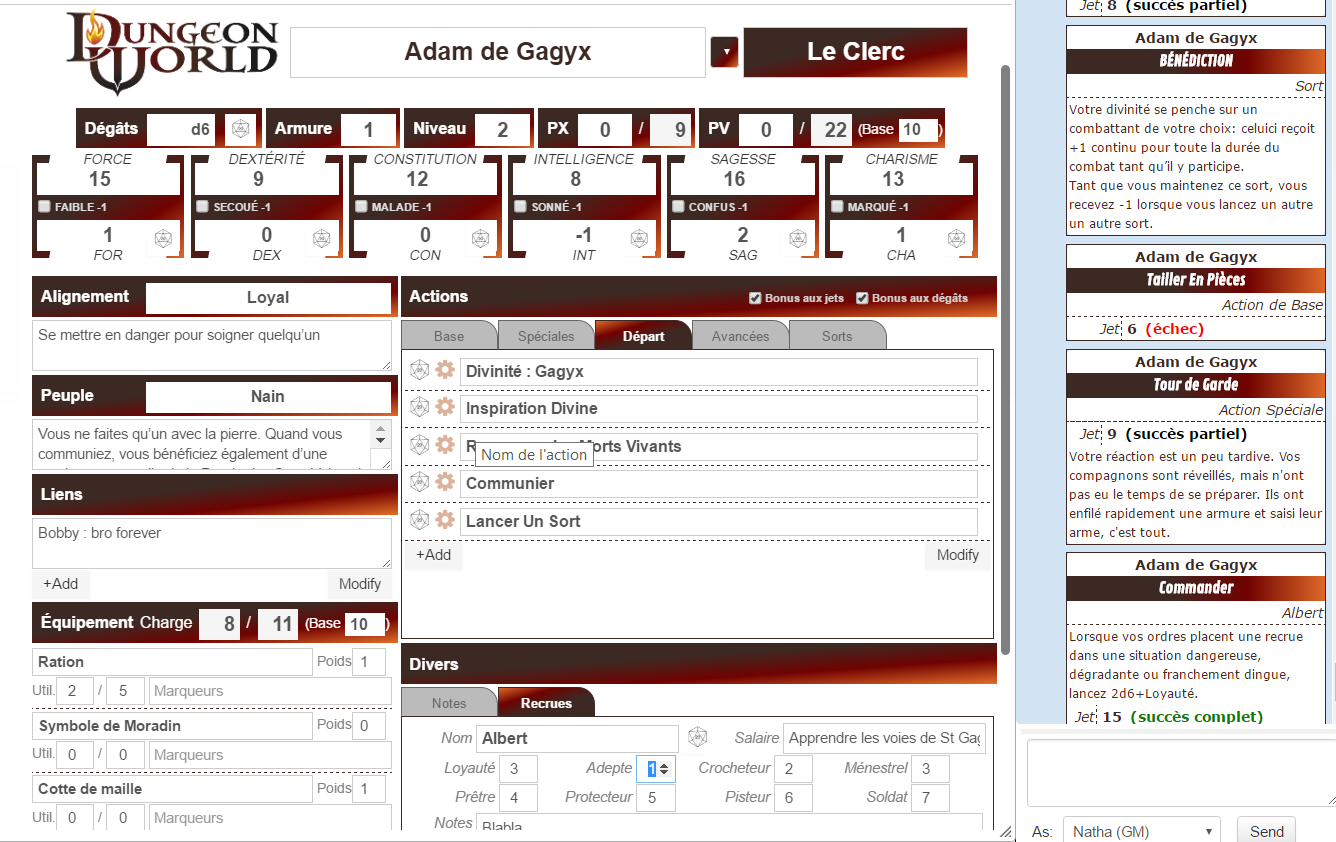 DUNGEON
WORLD
Adam de Gagyx
▼
Le Clerc
Dégâts d6 Armure 1 Niveau 2 PX 0 / 9 PV 0 / 22 (Base 10 )
FORCE DEXTÉRITÉ CONSTITUTION INTELLIGENCE SAGESSE CHARISME
15 9 12 8 16 13
FAIBLE -1 SECOUÉ -1 MALADE -1 SONNÉ -1 CONFUS -1 MARQUÉ -1
1 0 0 -1 2 1
FOR DEX CON INT SAG CHA
Alignement Loyal
Se mettre en danger pour soigner quelqu’un
Peuple Nain
Vous ne faites qu’un avec la pierre. Quand vous
communiez, vous bénéficiez également d’une
Liens
Bobby : bro forever
+Add Modify
Équipement Charge 8 / 11 (Base 10 )
Ration Poids 1
Util. 2 / 5 Marqueurs
Symbole de Moradin Poids 0
Util. 0 / 0 Marqueurs
Cotte de maille Poids 1
Util. 0 / 0 Marqueurs
Actions Bonus aux jets Bonus aux dégâts
Base Spéciales Départ Avancées Sorts
Divinité : Gagyx
Inspiration Divine
Morts Vivants
Nom de l'action
Communier
Lancer Un Sort
+Add Modify
Divers
Notes Recrues
Nom Albert Salaire Apprendre les voies de St Gag
Loyauté 3 Adepte 1 Crocheteur 2 Ménestrel 3
Prêtre 4 Protecteur 5 Pisteur 6 Soldat 7
Notes Blabla
Jet 8 (succès partiel)
Adam de Gagyx
BÉNÉDICTION
Sort
Votre divinité se penche sur un
combattant de votre choix: celuici reçoit
+1 continu pour toute la durée du
combat tant qu’il y participe.
Tant que vous maintenez ce sort, vous
recevez -1 lorsque vous lancez un autre
un autre sort.
Adam de Gagyx
Tailler En Pièces
Action de Base
Jet 6 (échec)
Adam de Gagyx
Tour de Garde
Action Spéciale
Jet 9 (succès partiel)
Votre réaction est un peu tardive. Vos
compagnons sont réveillés, mais n'ont
pas eu le temps de se préparer. Ils ont
enfilé rapidement une armure et saisi leur
arme, c'est tout.
Adam de Gagyx
Commander
Albert
Lorsque vos ordres placent une recrue
dans une situation dangereuse,
dégradante ou franchement dingue,
lancez 2d6+Loyauté.
Jet 15 (succès complet)
As: Natha (GM) ▼ Send